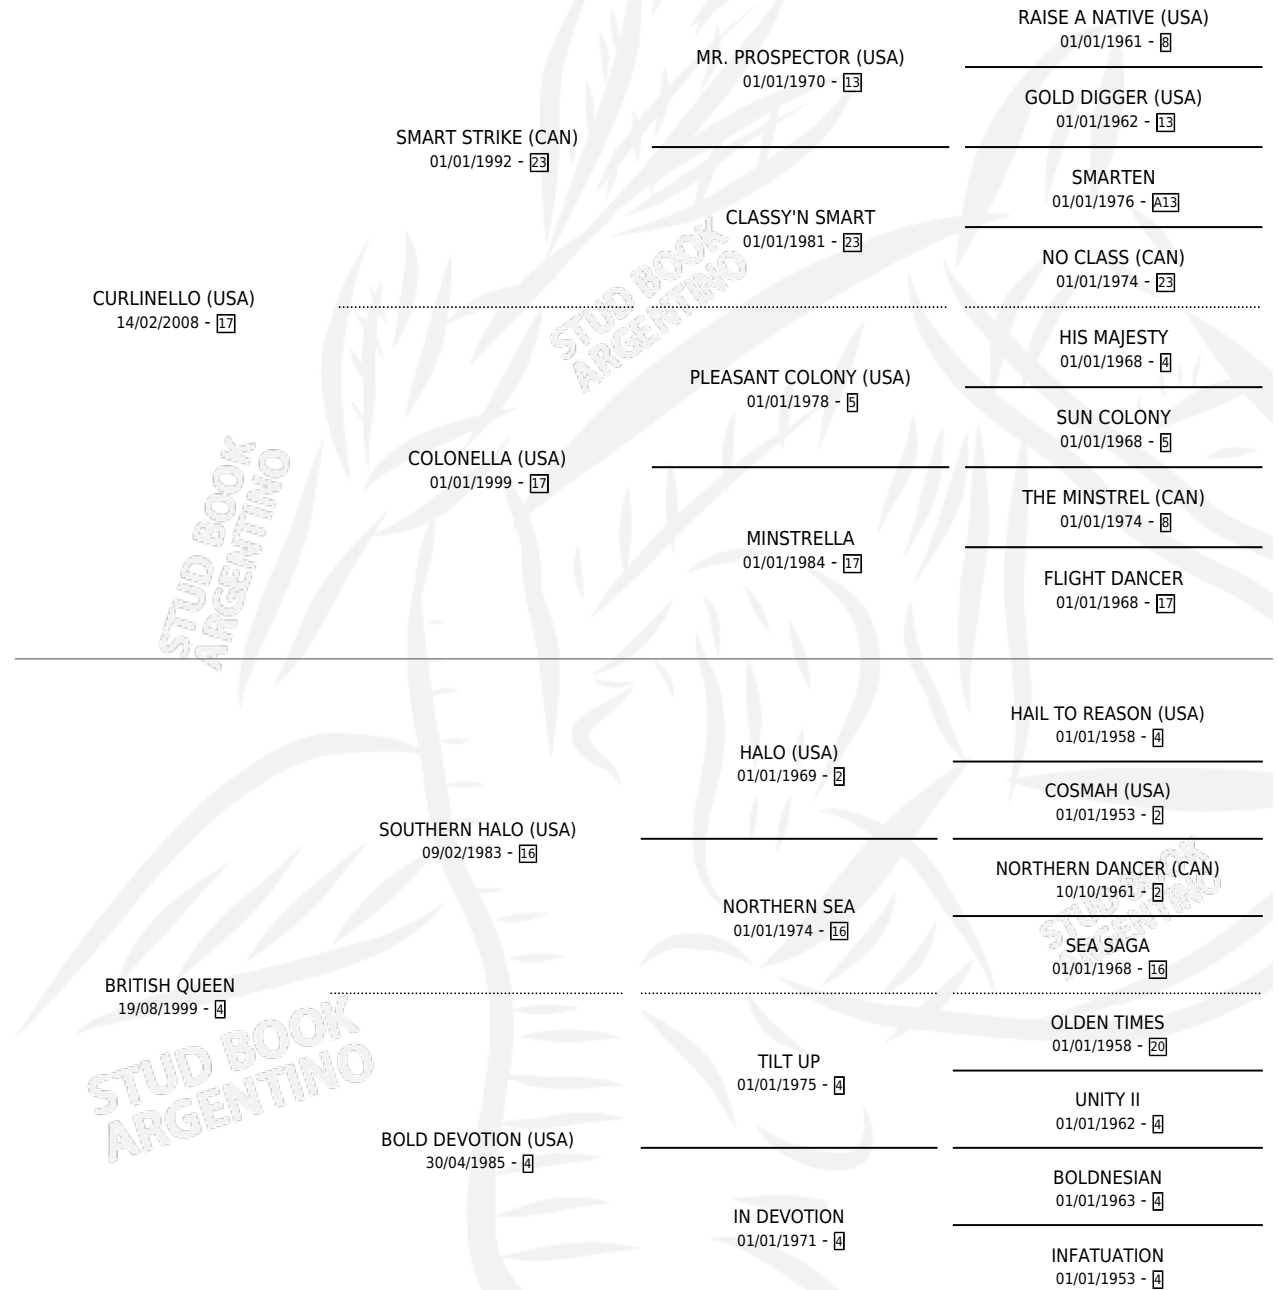 RAISE A NATIVE (USA)
01/01/1961 - 8
MR. PROSPECTOR (USA)
01/01/1970 - 13
GOLD DIGGER (USA)
01/01/1962 - 13
SMART STRIKE (CAN)
01/01/1992 - 23
SMARTEN
01/01/1976 - A13
CLASSY'N SMART
01/01/1981 - 23
NO CLASS (CAN)
01/01/1974 - 23
CURLINELLO (USA)
14/02/2008 - 17
HIS MAJESTY
01/01/1968 - 4
PLEASANT COLONY (USA)
01/01/1978 - 5
SUN COLONY
01/01/1968 - 5
COLONELLA (USA)
01/01/1999 - 17
THE MINSTREL (CAN)
01/01/1974 - 8
MINSTRELLA
01/01/1984 - 17
FLIGHT DANCER
01/01/1968 - 17
HAIL TO REASON (USA)
01/01/1958 - 4
HALO (USA)
01/01/1969 - 2
COSMAH (USA)
01/01/1953 - 2
SOUTHERN HALO (USA)
09/02/1983 - 16
NORTHERN DANCER (CAN)
10/10/1961 - 2
NORTHERN SEA
01/01/1974 - 16
SEA SAGA
01/01/1968 - 16
BRITISH QUEEN
19/08/1999 - 4
OLDEN TIMES
01/01/1958 - 20
TILT UP
01/01/1975 - 4
UNITY II
01/01/1962 - 4
BOLD DEVOTION (USA)
30/04/1985 - 4
BOLDNESIAN
01/01/1963 - 4
IN DEVOTION
01/01/1971 - 4
INFATUATION
01/01/1953 - 4
STUD BOOK
ARGENTINO
STUD BOOK
ARGENTINO
STUD BOOK
ARGENTINO
STUD BOOK
ARGENTINO